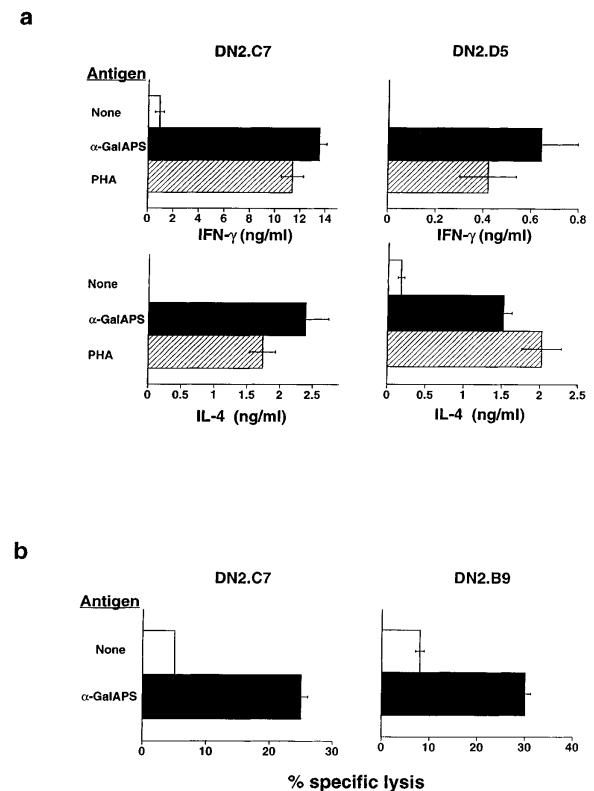 a
DN2.C7 DN2.D5
Antigen
None
α-GalAPS
PHA
0 2 4 6 8 10 12 14 0 0.2 0.4 0.6 0.8
IFN-γ (ng/ml) IFN-γ (ng/ml)
None
α-GalAPS
PHA
0 0.5 1 1.5 2 2.5 0 0.5 1 1.5 2 2.5
IL-4 (ng/ml) IL-4 (ng/ml)
b
DN2.C7 DN2.B9
Antigen
None
α-GalAPS
0 10 20 30 0 10 20 30 40
% specific lysis